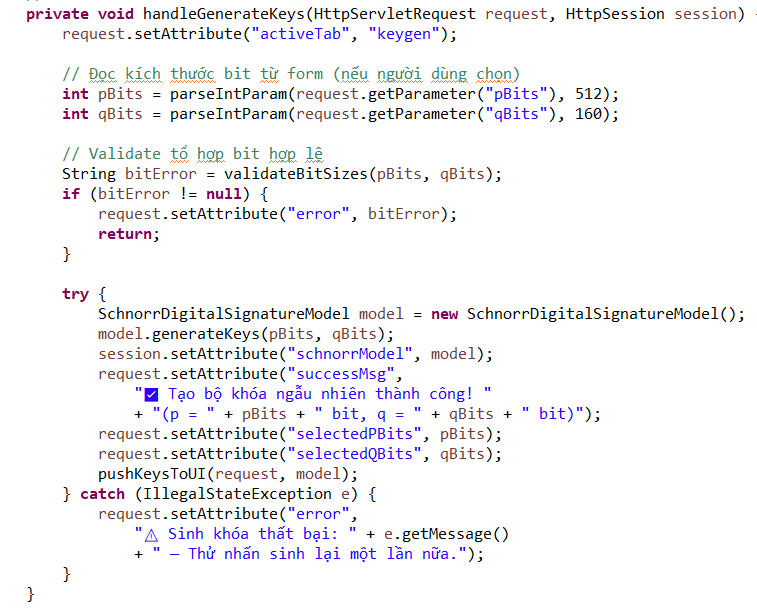 private void handleGenerateKeys(HttpServletRequest request, HttpSession session)
request.setAttribute("activeTab", "keygen");
// Đọc kích thước bit từ form (nếu người dùng chọn)
int pBits = parseIntParam(request.getParameter("pBits"), 512);
int qBits = parseIntParam(request.getParameter("qBits"), 160);
// Validate tổ hợp bit hợp lệ
String bitError = validateBitSizes(pBits, qBits);
if (bitError != null) {
request.setAttribute("error", bitError);
return;
}
try {
SchnorrDigitalSignatureModel model = new SchnorrDigitalSignatureModel();
model.generateKeys(pBits, qBits);
session.setAttribute("schnorrModel", model);
request.setAttribute("successMsg",
"✅ Tạo bộ khóa ngẫu nhiên thành công! "
+ "(p = " + pBits + " bit, q = " + qBits + " bit)");
request.setAttribute("selectedPBits", pBits);
request.setAttribute("selectedQBits", qBits);
pushKeysToUI(request, model);
} catch (IllegalStateException e) {
request.setAttribute("error",
"⚠ Sinh khóa thất bại: " + e.getMessage()
+ " — Thử nhấn sinh lại một lần nữa.");
}
}